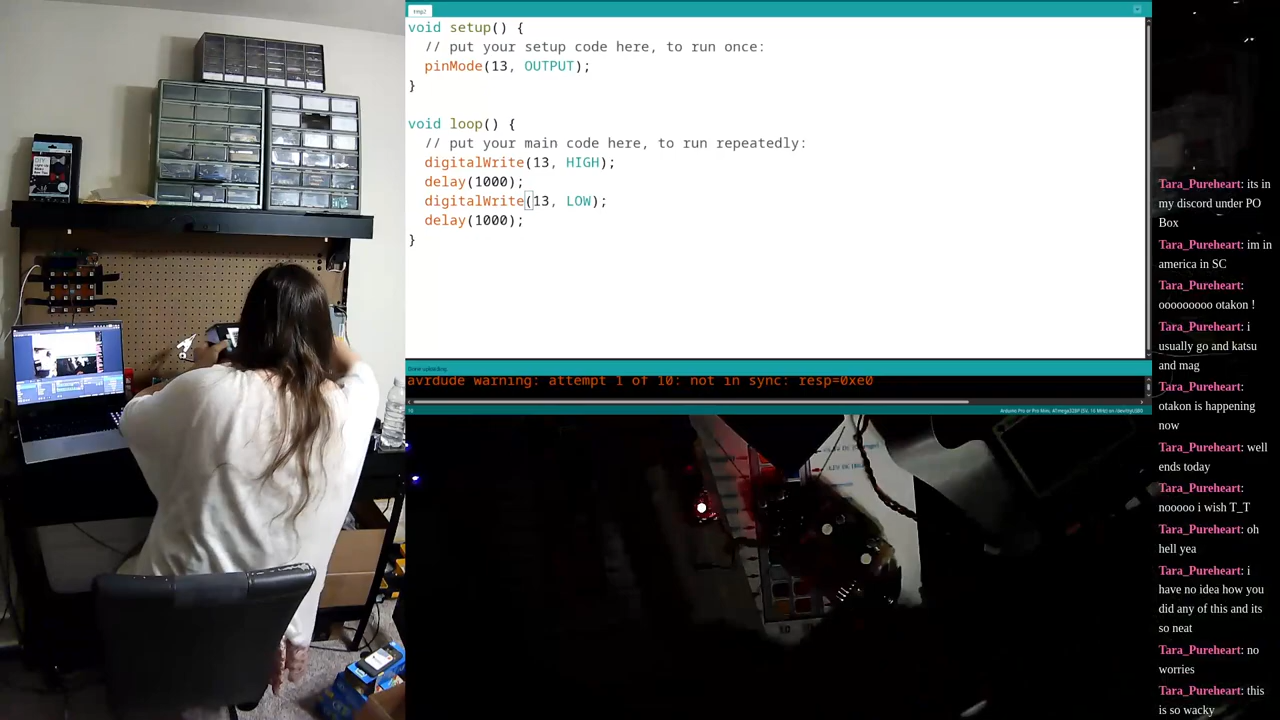 void setup() {
// put your setup code here, to run once:
pinMode(13, OUTPUT);
}
void loop() {
// put your main code here, to run repeatedly:
digitalWrite(13, HIGH);
delay(1000);
digitalWrite(13, LOW);
delay(1000);
}
Done uploading.
avrdude warning: attempt 1 of 10: not in sync: resp=0xe0
Tara_Pureheart: its in
my discord under PO
Box
Tara_Pureheart: im in
america in SC
Tara_Pureheart:
ooooooooo otakon !
Tara_Pureheart: i
usually go and katsu
and mag
Tara_Pureheart:
otakon is happening
now
Tara_Pureheart: well
ends today
Tara_Pureheart:
nooooo i wish T_T
Tara_Pureheart: oh
hell yea
Tara_Pureheart: i
have no idea how you
did any of this and its
so neat
Tara_Pureheart: no
worries
Tara_Pureheart: this
is so wacky